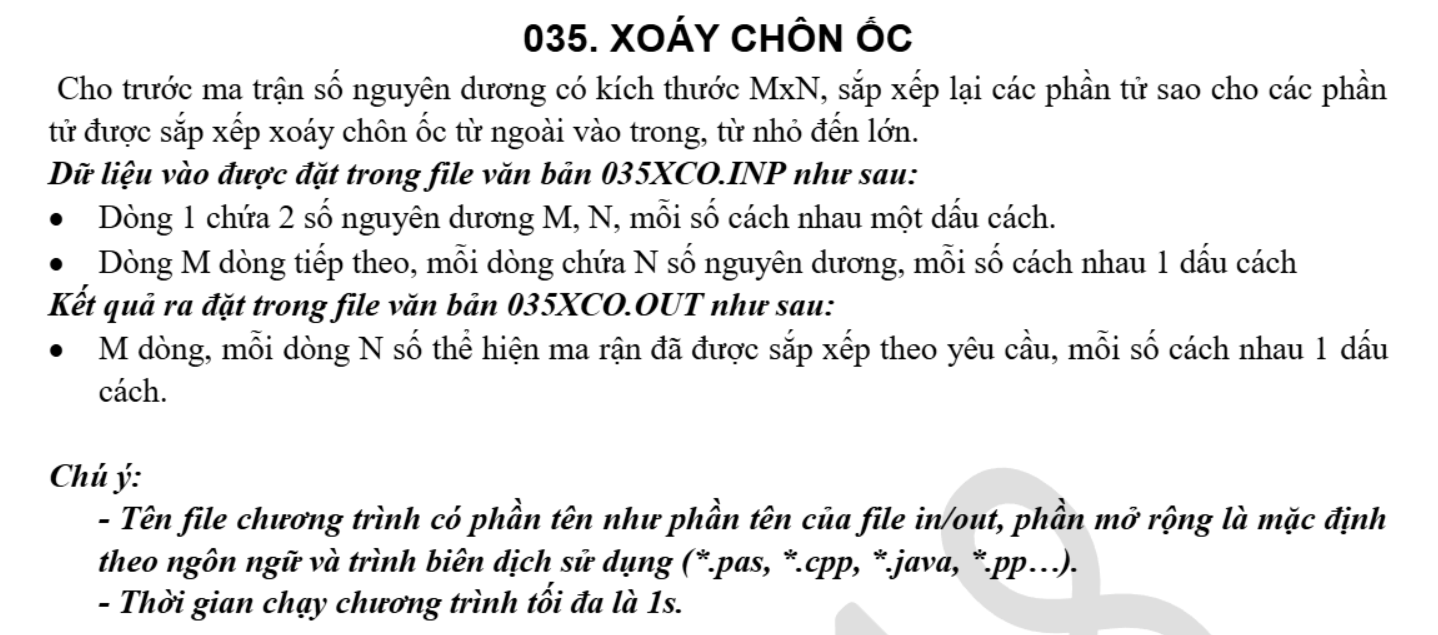 035. XOÁY CHÔN ỐC
Cho trước ma trận số nguyên dương có kích thước MxN, sắp xếp lại các phần tử sao cho các phần
tử được sắp xếp xoáy chôn ốc từ ngoài vào trong, từ nhỏ đến lớn.
Dữ liệu vào được đặt trong file văn bản 035XCO.INP như sau:
• Dòng 1 chứa 2 số nguyên dương M, N, mỗi số cách nhau một dấu cách.
• Dòng M dòng tiếp theo, mỗi dòng chứa N số nguyên dương, mỗi số cách nhau 1 dấu cách
Kết quả ra đặt trong file văn bản 035XCO.OUT như sau:
• M dòng, mỗi dòng N số thể hiện ma rận đã được sắp xếp theo yêu cầu, mỗi số cách nhau 1 dấu
cách.
Chú ý:
- Tên file chương trình có phần tên như phần tên của file in/out, phần mở rộng là mặc định
theo ngôn ngữ và trình biên dịch sử dụng (*.pas, *.cpp, *.java, *.pp…).
- Thời gian chạy chương trình tối đa là 1s.